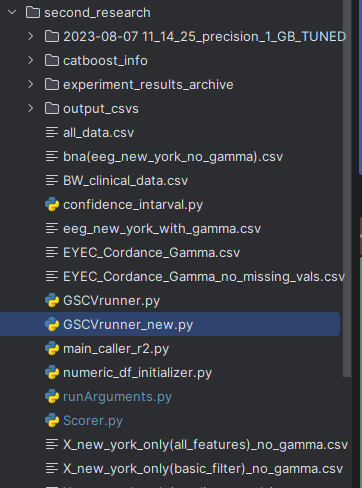 second_research
2023-08-07 11_14_25_precision_1_GB_TUNED
catboost_info
experiment_results_archive
output_csvs
all_data.csv
bna(eeg_new_york_no_gamma).csv
BW_clinical_data.csv
confidence_intarval.py
eeg_new_york_with_gamma.csv
EYEC_Cordance_Gamma.csv
EYEC_Cordance_Gamma_no_missing_vals.csv
GSCVrunner.py
GSCVrunner_new.py
main_caller_r2.py
numeric_df_initializer.py
runArguments.py
Scorer.py
X_new_york_only(all_features)_no_gamma.csv
X_new_york_only(basic_filter)_no_gamma.csv